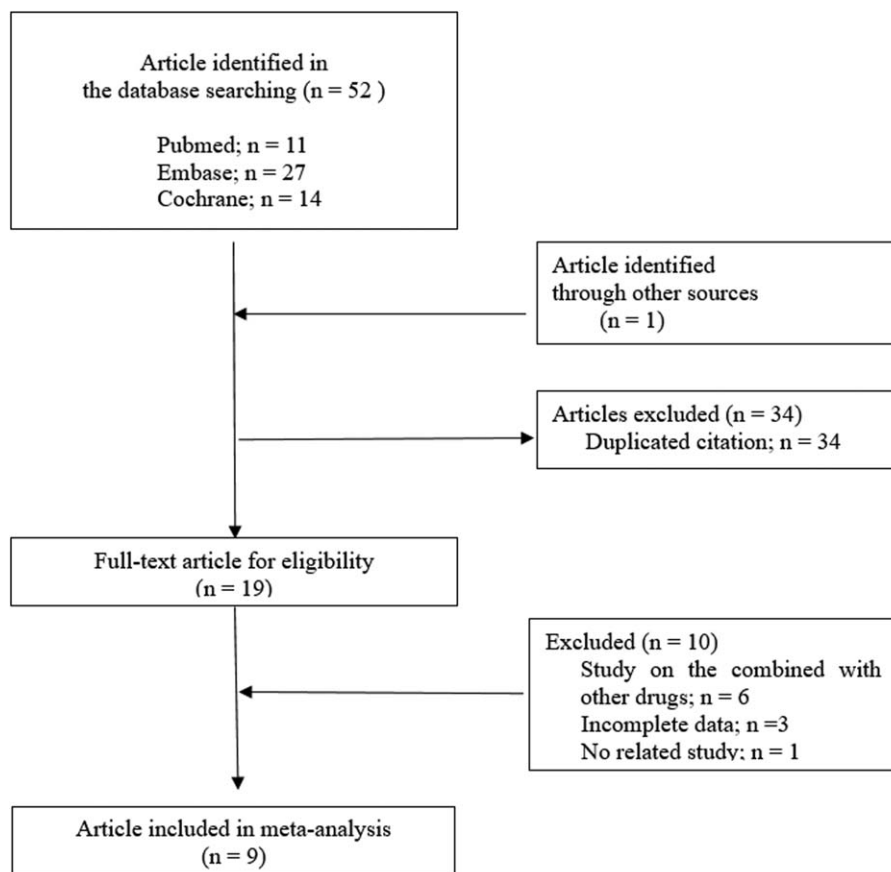 Article identified in
the database searching (n = 52 )
Pubmed; n = 11
Embase; n = 27
Cochrane; n = 14
Article identified
through other sources
(n = 1)
Articles excluded (n = 34)
Duplicated citation; n = 34
Full-text article for eligibility
(n = 19)
Excluded (n = 10)
Study on the combined with
other drugs; n = 6
Incomplete data; n =3
No related study; n = 1
Article included in meta-analysis
(n = 9)